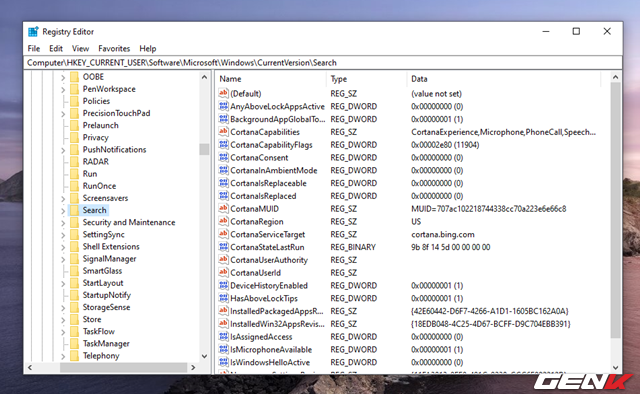 Registry Editor
File Edit View Favorites Help
Computer\HKEY_CURRENT_USER\Software\Microsoft\Windows\CurrentVersion\Search
OOBE
PenWorkspace
Policies
PrecisionTouchPad
Prelaunch
Privacy
PushNotifications
RADAR
Run
RunOnce
Screensavers
Search
Security and Maintenance
SettingSync
Shell Extensions
SignalManager
SmartGlass
StartLayout
StartupNotify
StorageSense
Store
TaskFlow
TaskManager
Telephony
Name Type Data
(Default) REG_SZ (value not set)
AnyAboveLockAppsActive REG_DWORD 0x00000000 (0)
BackgroundAppGlobalTo... REG_DWORD 0x00000001 (1)
CortanaCapabilities REG_SZ CortanaExperience,Microphone,PhoneCall,Speech...
CortanaCapabilityFlags REG_DWORD 0x00002e80 (11904)
CortanaConsent REG_DWORD 0x00000000 (0)
CortanaInAmbientMode REG_DWORD 0x00000000 (0)
CortanaIsReplaceable REG_DWORD 0x00000000 (0)
CortanaIsReplaced REG_DWORD 0x00000000 (0)
CortanaMUID REG_SZ MUID=707ac102218744338cc70a223e6e66c8
CortanaRegion REG_SZ US
CortanaServiceTarget REG_SZ cortana.bing.com
CortanaStateLastRun REG_BINARY 9b 8f 14 5d 00 00 00 00
CortanaUserAuthority REG_SZ
CortanaUserId REG_SZ
DeviceHistoryEnabled REG_DWORD 0x00000001 (1)
HasAboveLockTips REG_DWORD 0x00000001 (1)
InstalledPackagedAppsR... REG_SZ {42E60442-D6F7-4266-A1D1-1605BC162A0A}
InstalledWin32AppsRevis... REG_SZ {18EDB048-4C25-4D67-BCFF-D9C704EBB391}
IsAssignedAccess REG_DWORD 0x00000000 (0)
IsMicrophoneAvailable REG_DWORD 0x00000001 (1)
IsWindowsHelloActive REG_DWORD 0x00000000 (0)
GENK